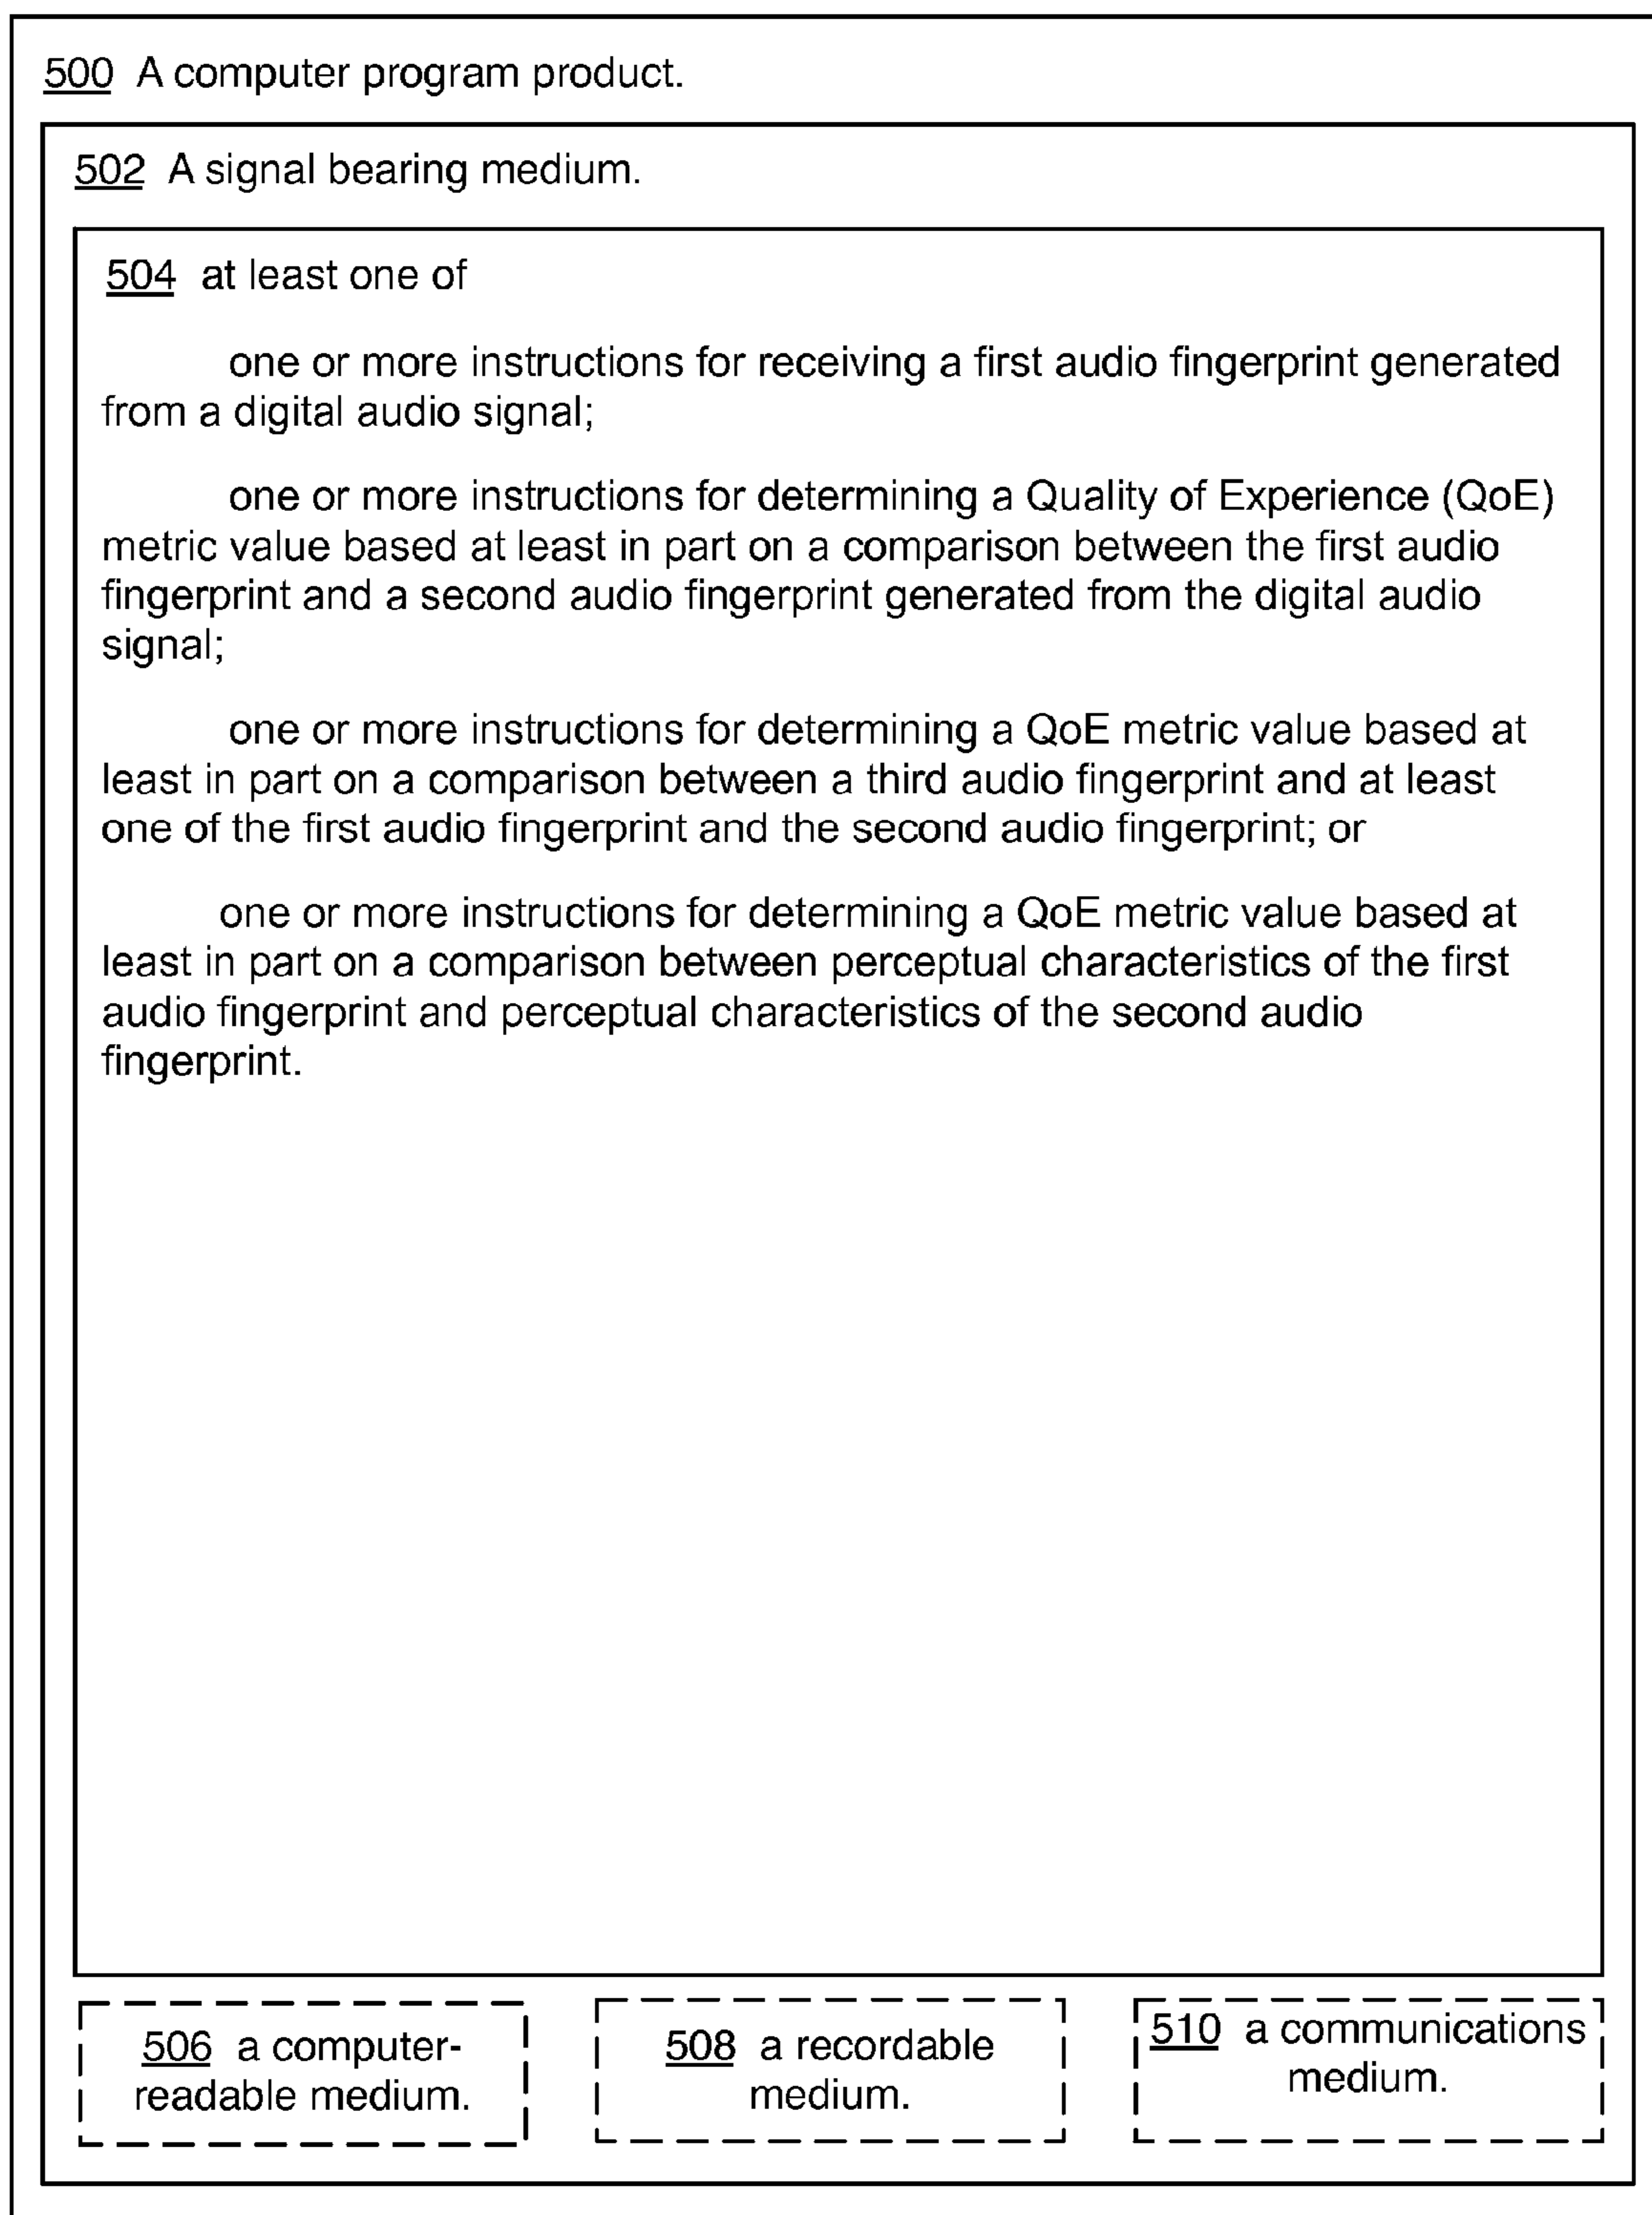 500 A computer program product.
502 A signal bearing medium.
504 at least one of
one or more instructions for receiving a first audio fingerprint generated
from a digital audio signal;
one or more instructions for determining a Quality of Experience (QoE)
metric value based at least in part on a comparison between the first audio
fingerprint and a second audio fingerprint generated from the digital audio
signal;
one or more instructions for determining a QoE metric value based at
least in part on a comparison between a third audio fingerprint and at least
one of the first audio fingerprint and the second audio fingerprint; or
one or more instructions for determining a QoE metric value based at
least in part on a comparison between perceptual characteristics of the first
audio fingerprint and perceptual characteristics of the second audio
fingerprint.
506 a computer-
readable medium.
508 a recordable
medium.
510 a communications
medium.